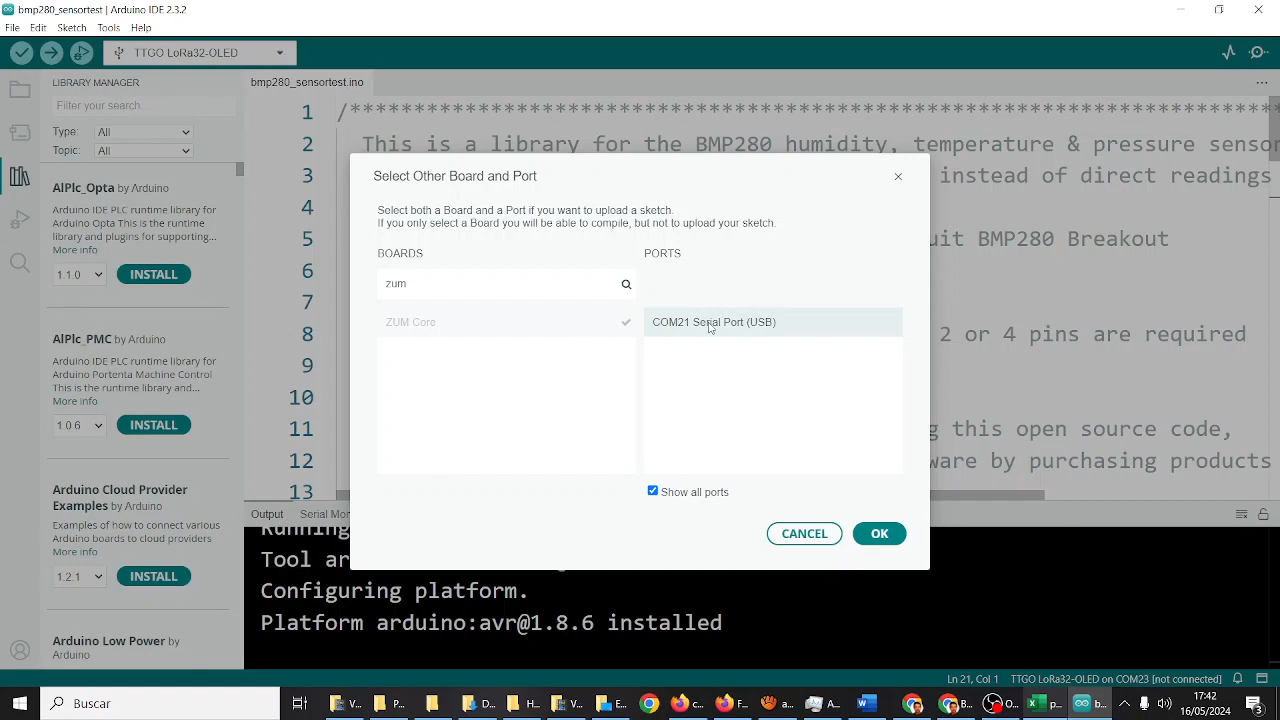 bmp280_sensortest | Arduino IDE 2.3.2
File Edit Sketch Tools Help
TTGO LoRa32-OLED
LIBRARY MANAGER
Filter your search.
Type: All
Topic: All
AlPlc_Opta by Arduino
Arduino IDE PLC runtime library for
Arduino Opta This is the runtime
library and plugins for supporting...
More info
1.1.0 INSTALL
AlPlc_PMC by Arduino
Arduino IDE PLC runtime library for
Arduino Portenta Machine Control
This is the runtime library and...
More info
1.0.6 INSTALL
Arduino Cloud Provider
Examples by Arduino
Examples of how to connect various
Arduino boards to cloud providers
More info
1.2.1 INSTALL
Arduino Low Power by
Arduino
bmp280_sensortest.ino
1 /***************************************************************************
2 This is a library for the BMP280 humidity, temperature & pressure sensor
3 instead of direct readings
4
5 uit BMP280 Breakout
6
7
8 2 or 4 pins are required
9
10
11 g this open source code,
12 ware by purchasing products
13
Select Other Board and Port
Select both a Board and a Port if you want to upload a sketch.
If you only select a Board you will be able to compile, but not to upload your sketch.
BOARDS
zum
ZUM Core
PORTS
COM21 Serial Port (USB)
Show all ports
CANCEL OK
Output Serial Mon
Running
Tool ar
Configuring platform.
Platform arduino:avr@1.8.6 installed
Ln 21, Col 1 TTGO LoRa32-OLED on COM23 [not connected]
Buscar
V... P... D... H... V... E... C... F... a... A... W... B... O... p... b...
17:42
16/05/2024
3